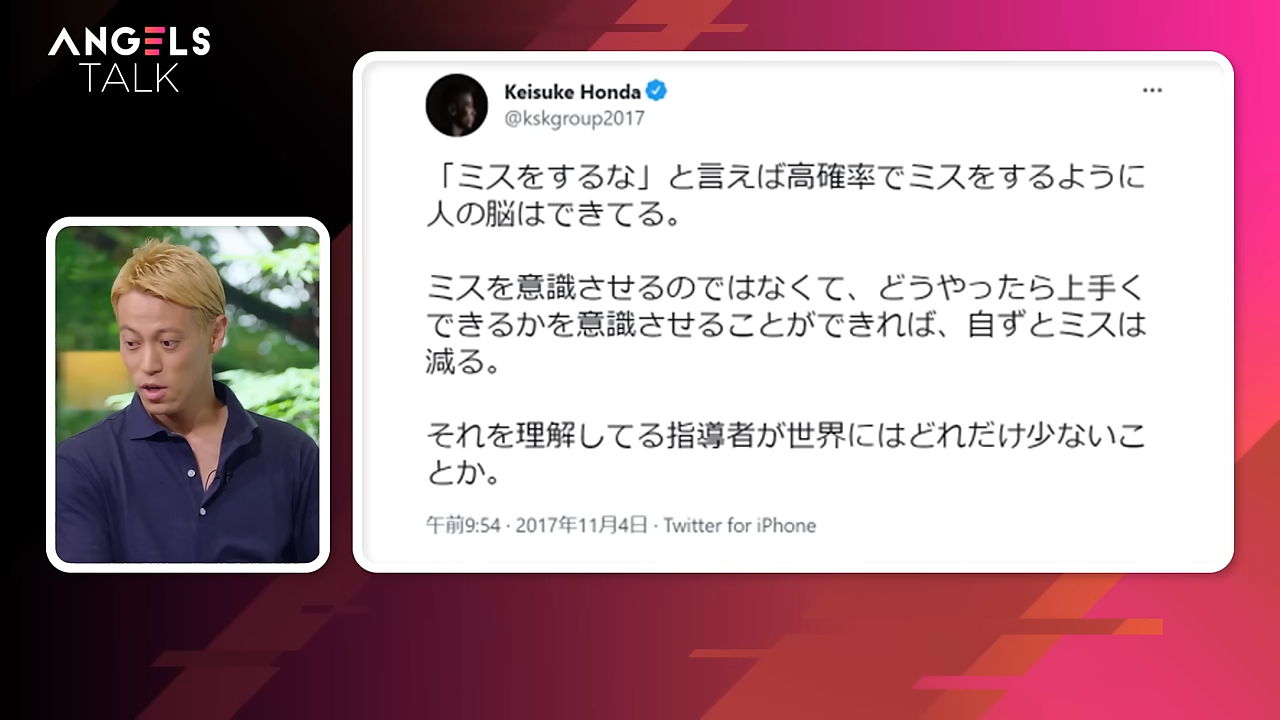 ANGELS
TALK
Keisuke Honda
@kskgroup2017
「ミスをするな」と言えば高確率でミスをするように
人の脳はできてる。
ミスを意識させるのではなくて、どうやったら上手く
できるかを意識させることができれば、自ずとミスは
減る。
それを理解してる指導者が世界にはどれだけ少ないこ
とか。
午前9:54 · 2017年11月4日 · Twitter for iPhone